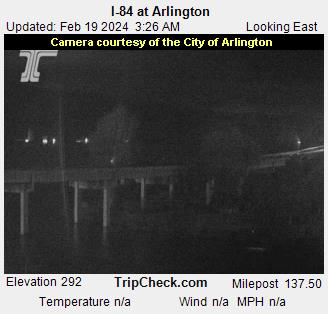 I-84 at Arlington
Updated: Feb 19 2024 3:26 AM Looking East
Camera courtesy of the City of Arlington
Elevation 292 TripCheck.com Milepost 137.50
Temperature n/a Wind n/a MPH n/a